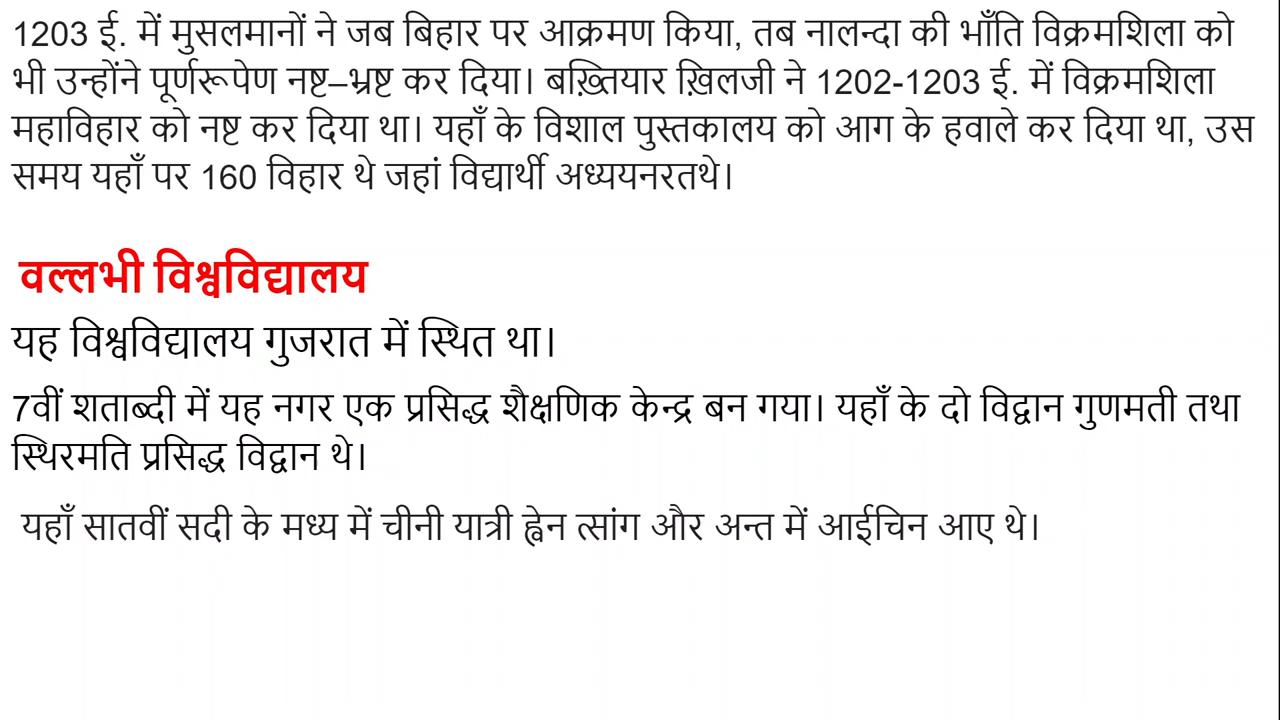 1203 ई. में मुसलमानों ने जब बिहार पर आक्रमण किया, तब नालन्दा की भाँति विक्रमशिला को
भी उन्होंने पूर्णरूपेण नष्ट–भ्रष्ट कर दिया। बख़्तियार ख़िलजी ने 1202-1203 ई. में विक्रमशिला
महाविहार को नष्ट कर दिया था। यहाँ के विशाल पुस्तकालय को आग के हवाले कर दिया था, उस
समय यहाँ पर 160 विहार थे जहां विद्यार्थी अध्ययनरतथे।
वल्लभी विश्वविद्यालय
यह विश्वविद्यालय गुजरात में स्थित था।
7वीं शताब्दी में यह नगर एक प्रसिद्ध शैक्षणिक केन्द्र बन गया। यहाँ के दो विद्वान गुणमती तथा
स्थिरमति प्रसिद्ध विद्वान थे।
यहाँ सातवीं सदी के मध्य में चीनी यात्री ह्वेन त्सांग और अन्त में आईचिन आए थे।